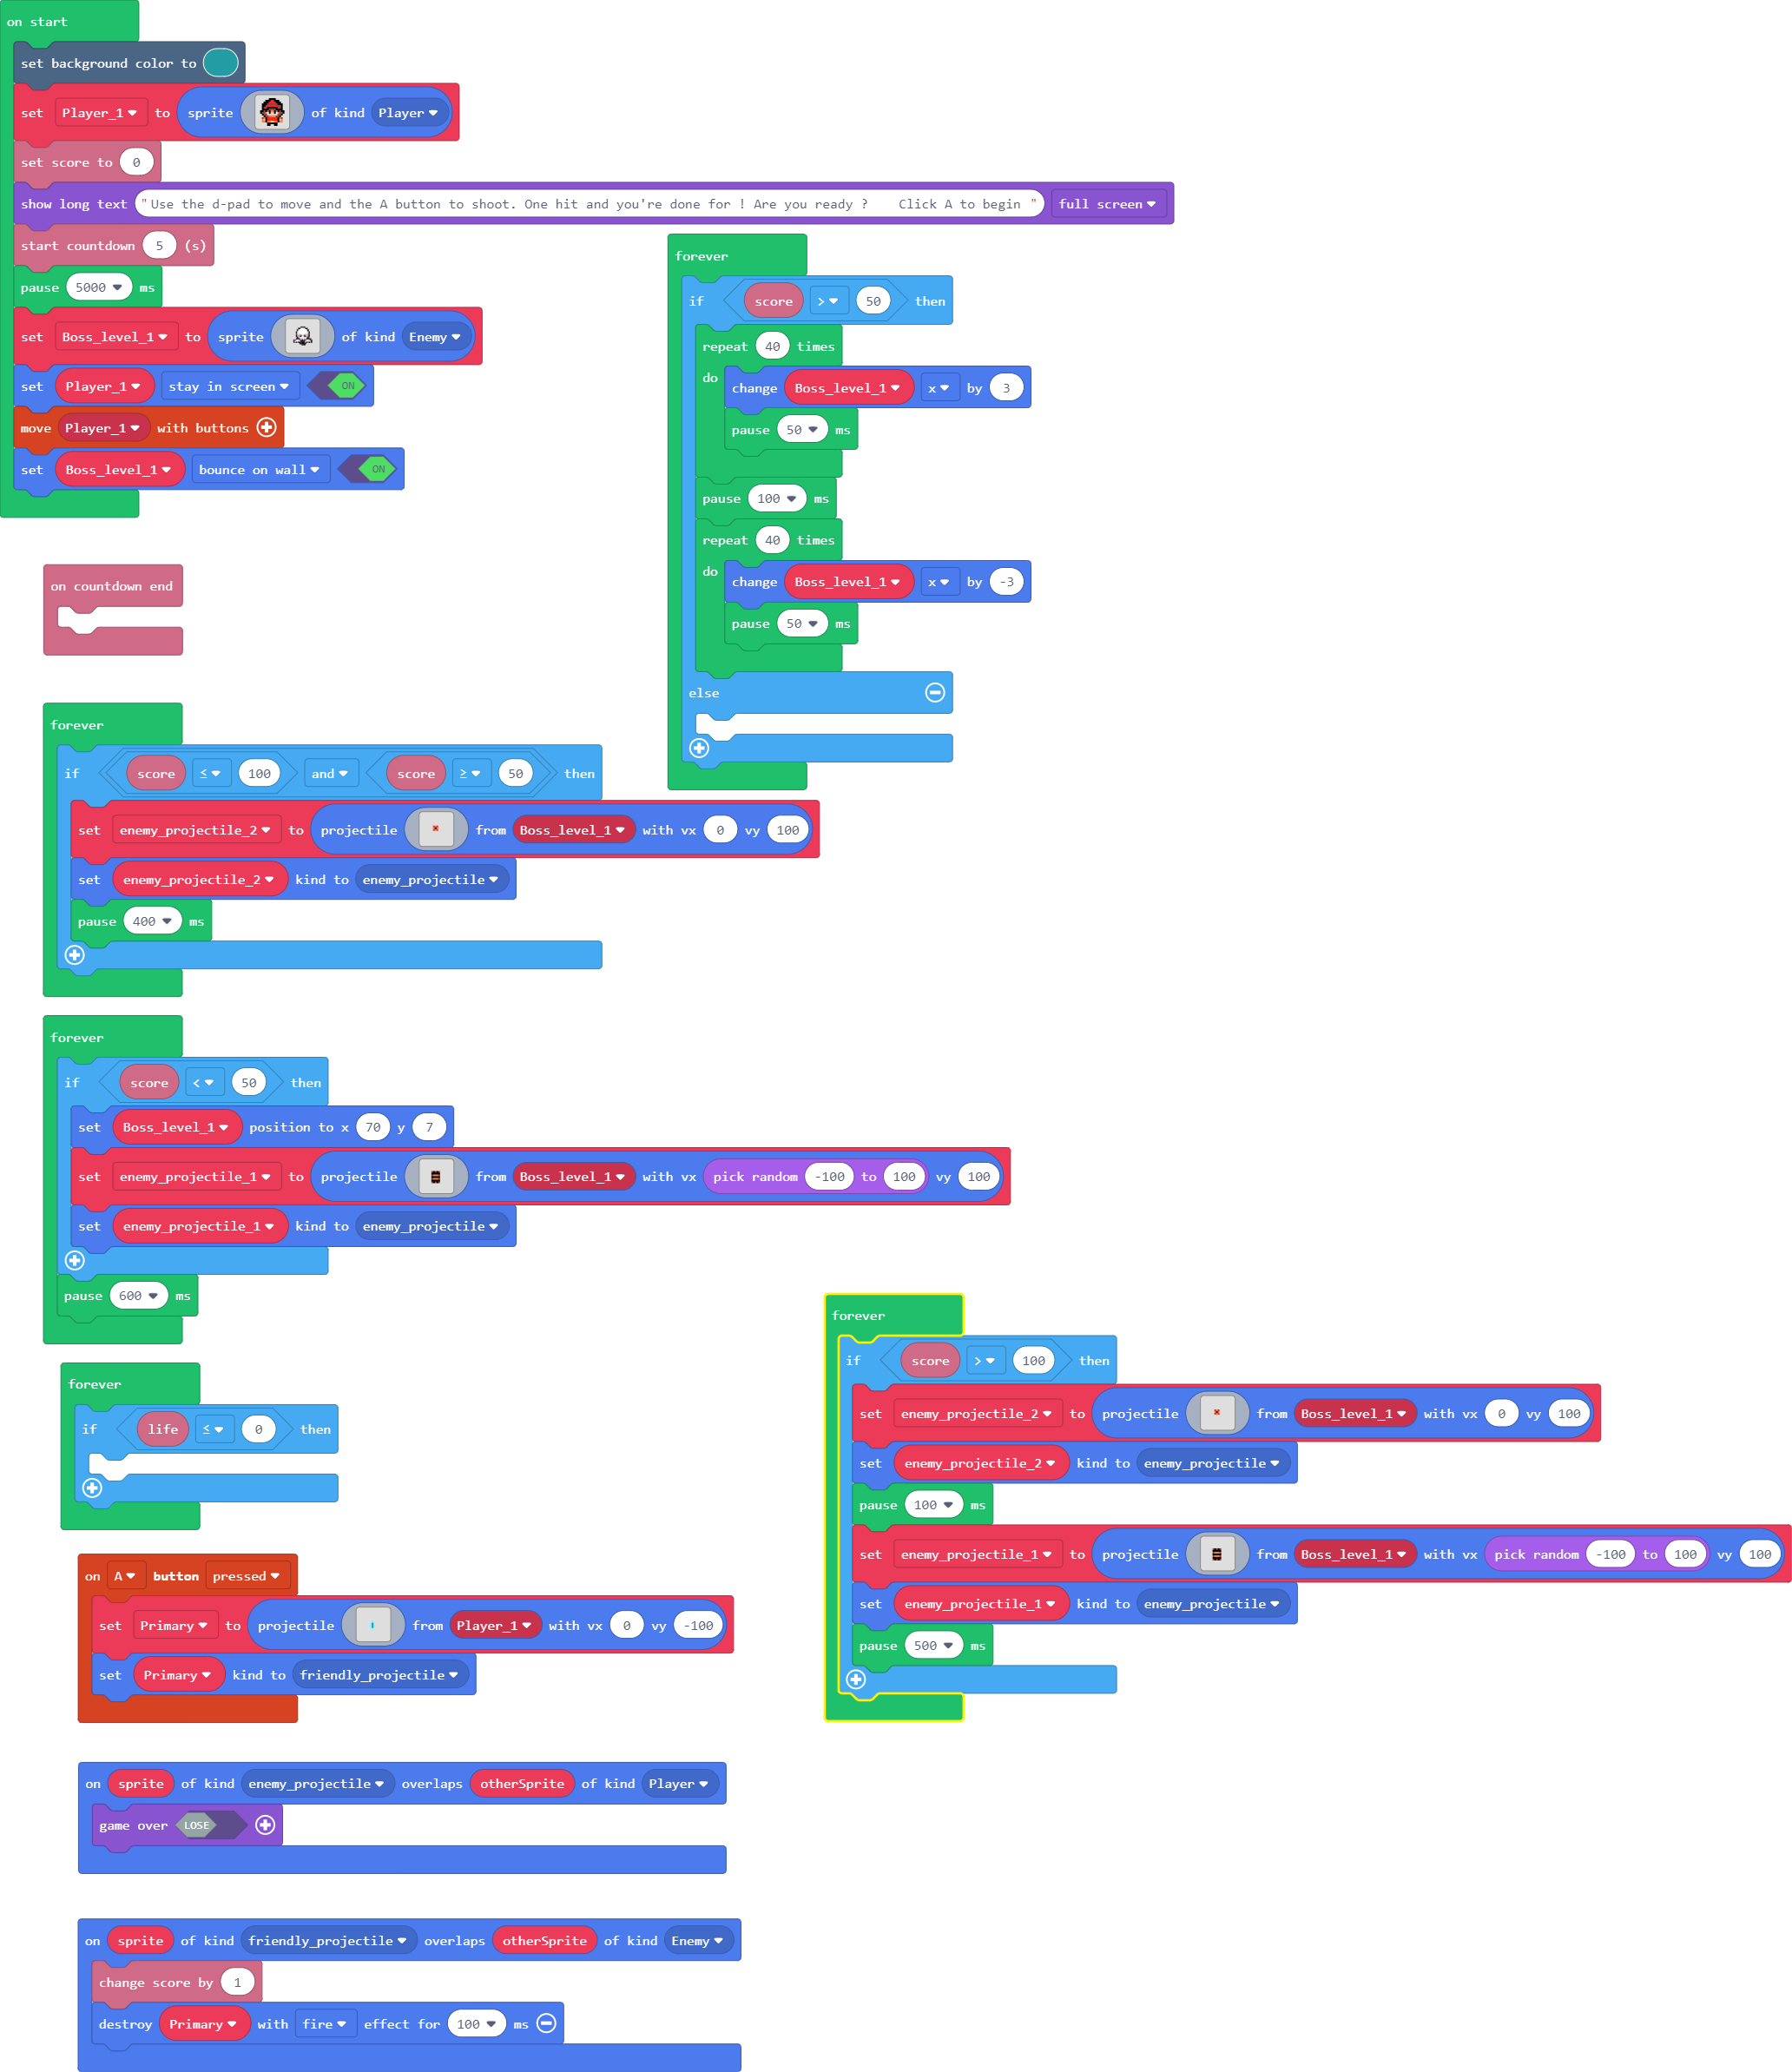 on start
set background color to
set Player_1 to sprite of kind Player
set score to 0
show long text "Use the d-pad to move and the A button to shoot. One hit and you're done for ! Are you ready ?    Click A to begin " full screen
start countdown 5 (s)
pause 5000 ms
set Boss_level_1 to sprite of kind Enemy
set Player_1 stay in screen ON
move Player_1 with buttons
set Boss_level_1 bounce on wall ON
forever
if score > 50 then
repeat 40 times
do change Boss_level_1 x by 3
pause 50 ms
pause 100 ms
repeat 40 times
do change Boss_level_1 x by -3
pause 50 ms
else
on countdown end
forever
if score ≤ 100 and score ≥ 50 then
set enemy_projectile_2 to projectile from Boss_level_1 with vx 0 vy 100
set enemy_projectile_2 kind to enemy_projectile
pause 400 ms
forever
if score < 50 then
set Boss_level_1 position to x 70 y 7
set enemy_projectile_1 to projectile from Boss_level_1 with vx pick random -100 to 100 vy 100
set enemy_projectile_1 kind to enemy_projectile
pause 600 ms
forever
if life ≤ 0 then
forever
if score > 100 then
set enemy_projectile_2 to projectile from Boss_level_1 with vx 0 vy 100
set enemy_projectile_2 kind to enemy_projectile
pause 100 ms
set enemy_projectile_1 to projectile from Boss_level_1 with vx pick random -100 to 100 vy 100
set enemy_projectile_1 kind to enemy_projectile
pause 500 ms
on A button pressed
set Primary to projectile from Player_1 with vx 0 vy -100
set Primary kind to friendly_projectile
on sprite of kind enemy_projectile overlaps otherSprite of kind Player
game over LOSE
on sprite of kind friendly_projectile overlaps otherSprite of kind Enemy
change score by 1
destroy Primary with fire effect for 100 ms